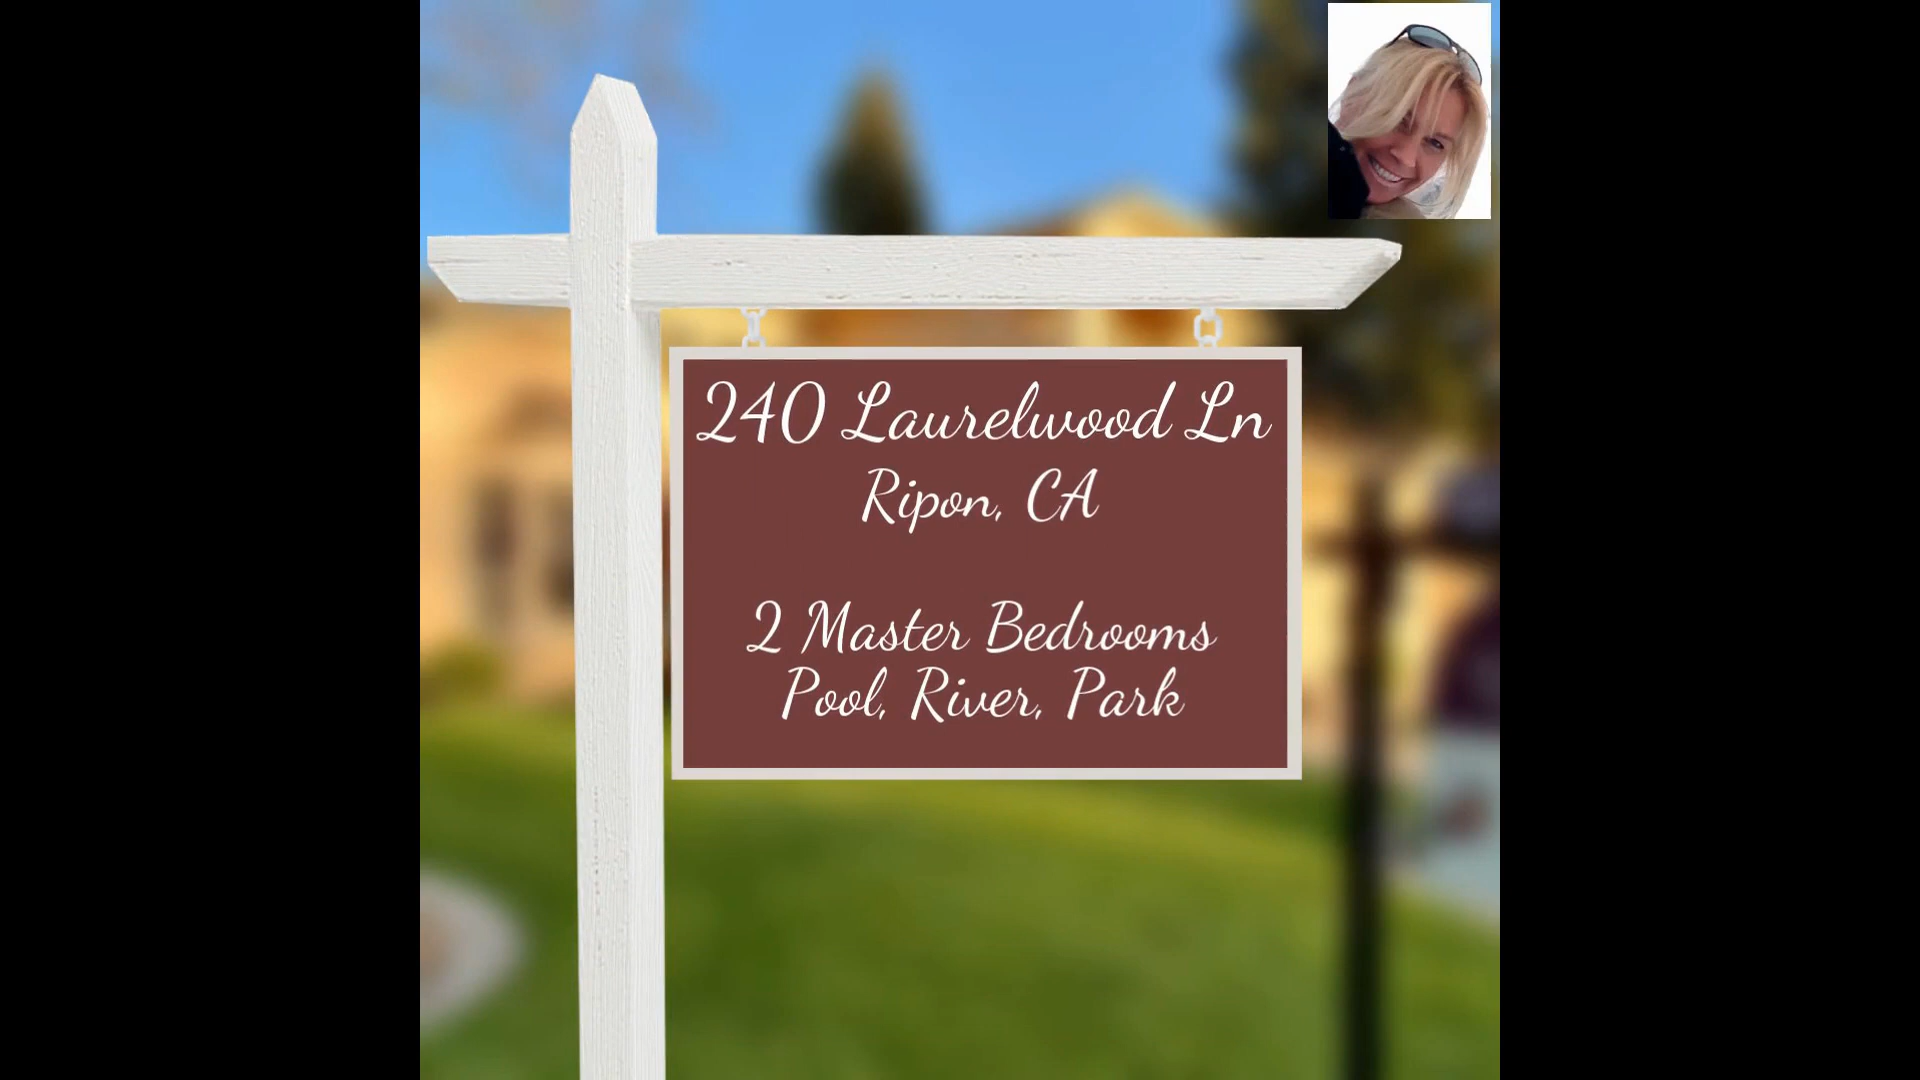 240 Laurelwood Ln
Ripon, CA
2 Master Bedrooms
Pool, River, Park